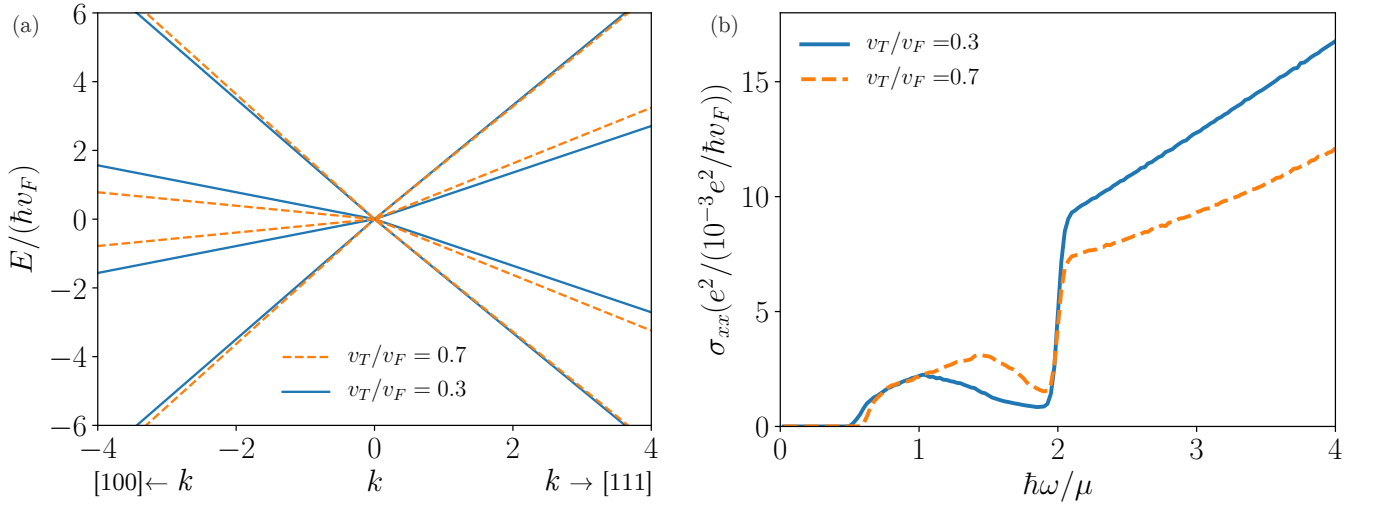 (a)
E/(ħv_F)
6
4
2
0
−2
−4
−6
v_T/v_F = 0.7
v_T/v_F = 0.3
−4
−2
0
2
4
[100]← k
k
k → [111]
(b)
σ_xx(e²/(10⁻³e²/ħv_F))
15
10
5
0
v_T/v_F =0.3
v_T/v_F =0.7
0
1
2
3
4
ħω/μ